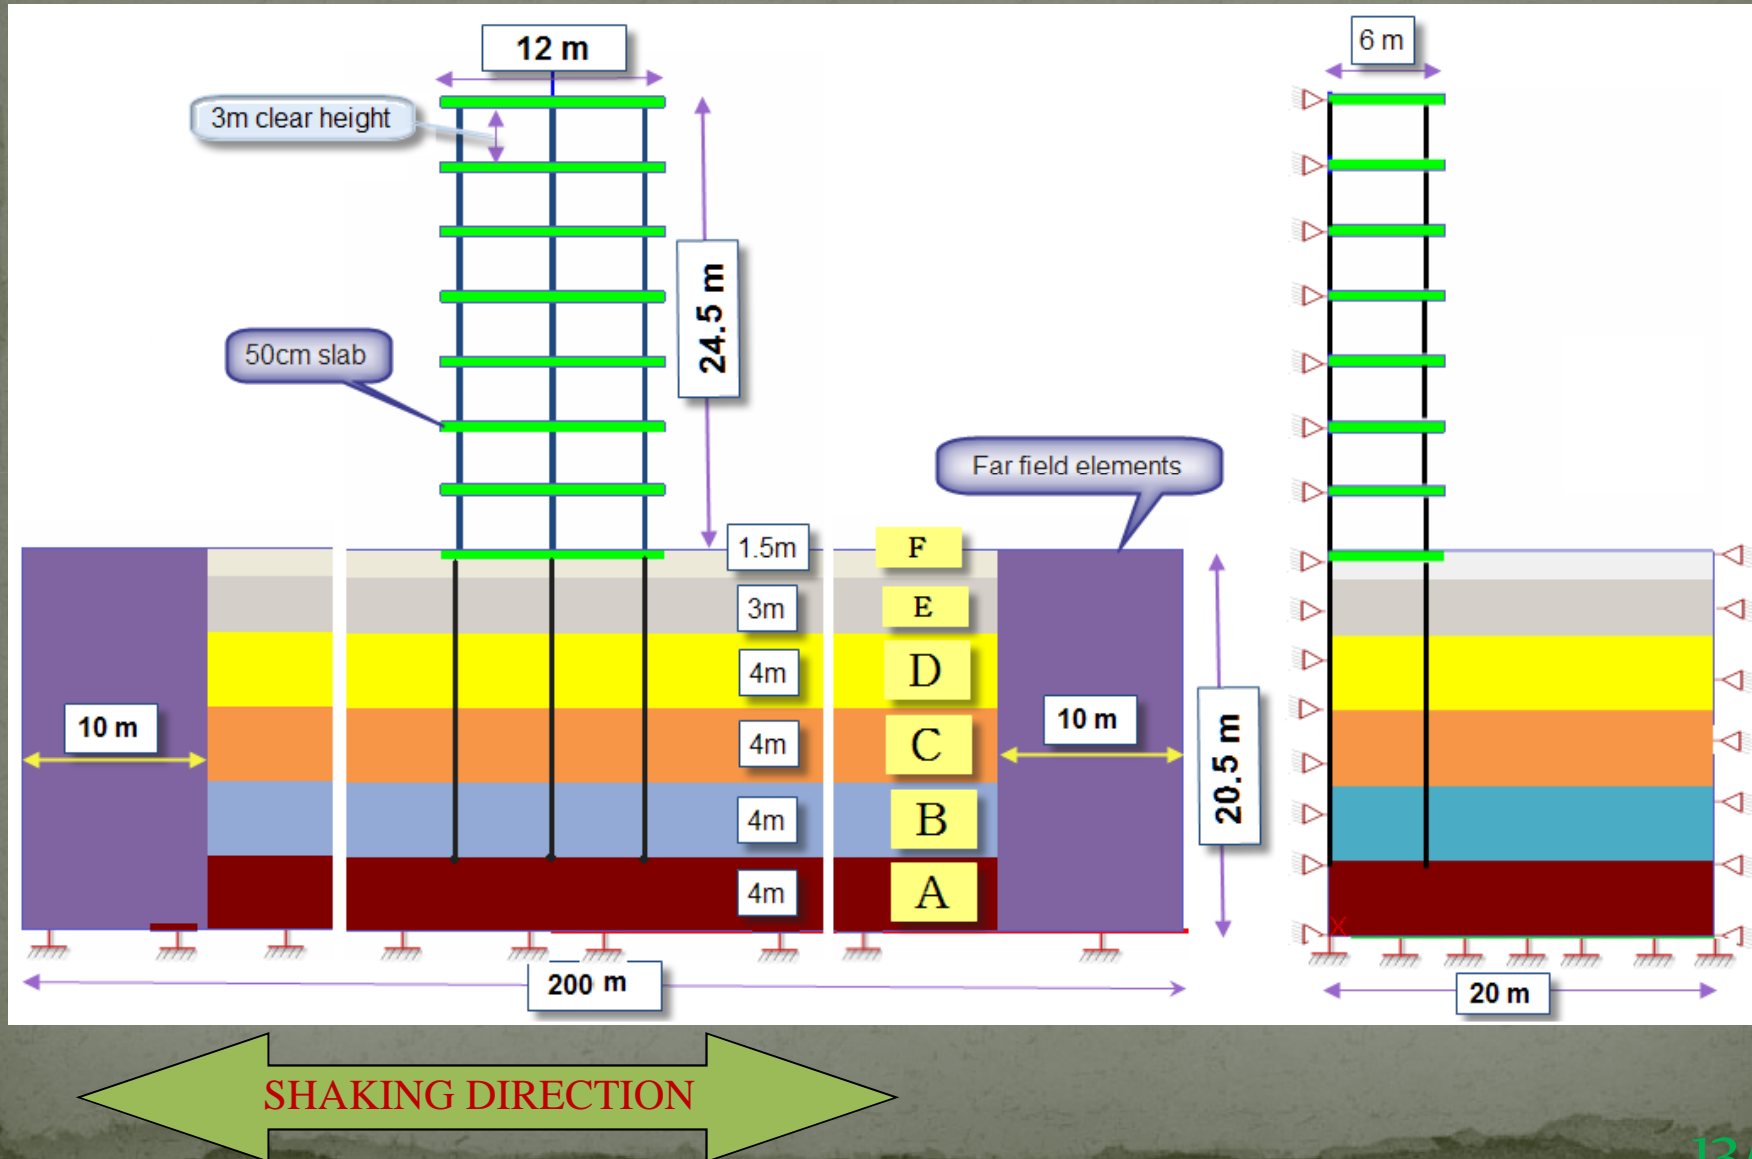 12 m
6 m
3m clear height
24.5 m
50cm slab
Far field elements
1.5m
F
3m
E
4m
D
10 m
4m
C
10 m
20.5 m
4m
B
4m
A
X
200 m
20 m
SHAKING DIRECTION